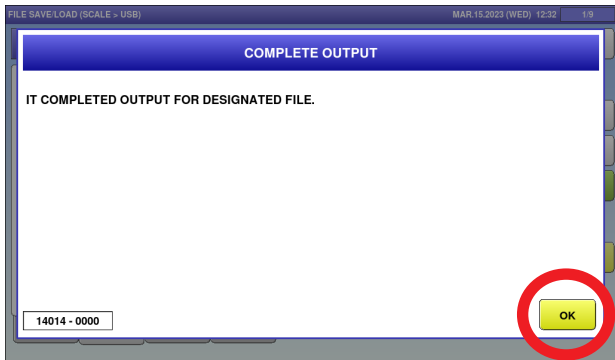 FILE SAVE/LOAD (SCALE > USB) MAR.15.2023 (WED) 12:32 1/9
COMPLETE OUTPUT
IT COMPLETED OUTPUT FOR DESIGNATED FILE.
14014 - 0000
OK